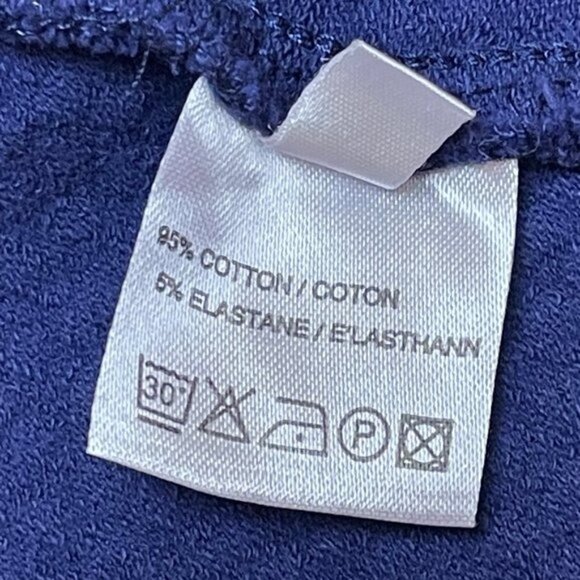 95% COTTON / COTON
5% ELASTANE / E'LASTHANN
30°
P